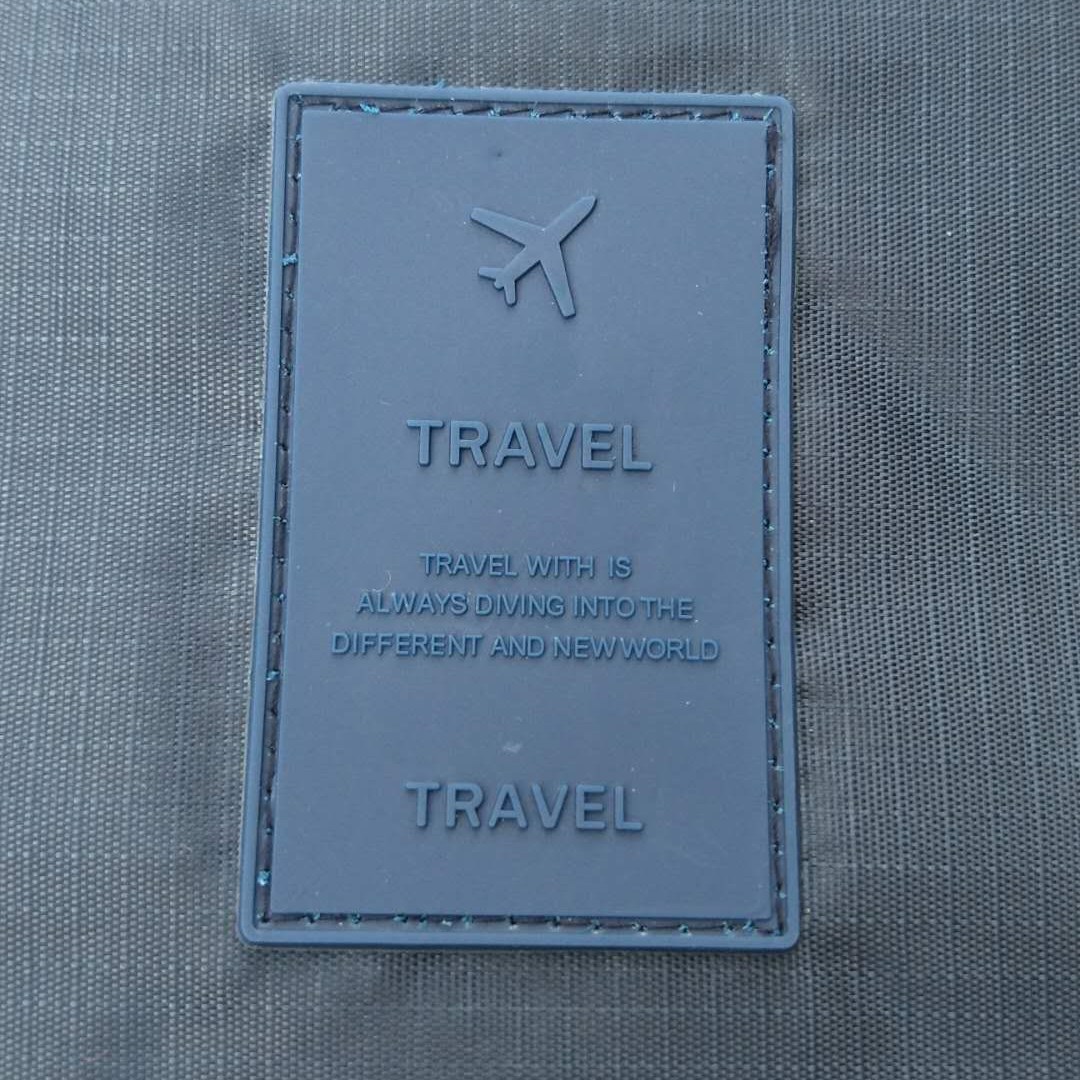 TRAVEL
TRAVEL WITH IS
ALWAYS DIVING INTO THE
DIFFERENT AND NEW WORLD
TRAVEL